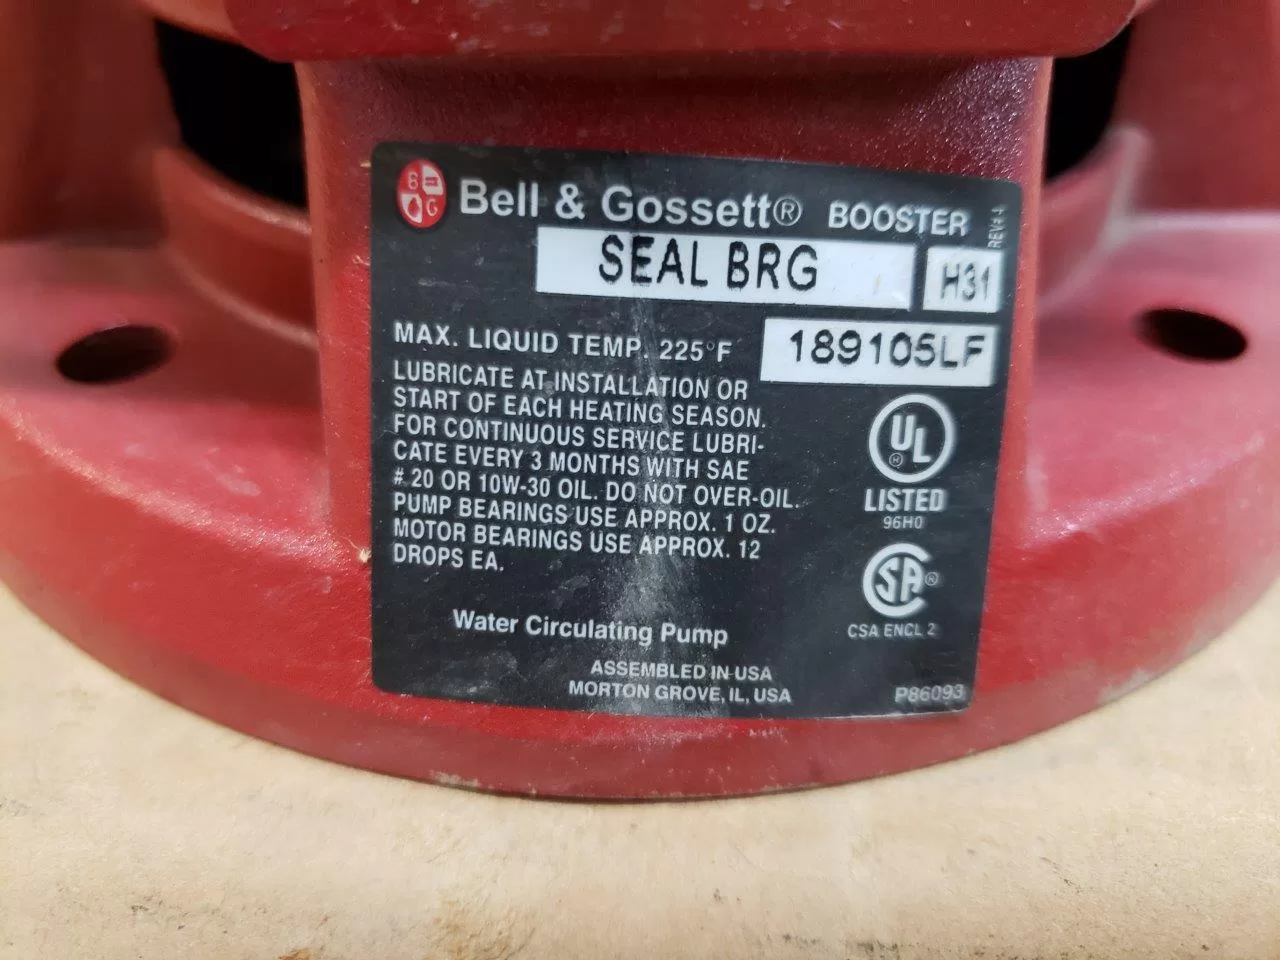 B G Bell & Gossett® BOOSTER
REV# 4
SEAL BRG H31
MAX. LIQUID TEMP. 225°F 189105LF
LUBRICATE AT INSTALLATION OR
START OF EACH HEATING SEASON.
FOR CONTINUOUS SERVICE LUBRI-
CATE EVERY 3 MONTHS WITH SAE
# 20 OR 10W-30 OIL. DO NOT OVER-OIL.
PUMP BEARINGS USE APPROX. 1 OZ.
MOTOR BEARINGS USE APPROX. 12
DROPS EA.
UL ®
LISTED
96H0
SA ®
CSA ENCL 2
Water Circulating Pump
ASSEMBLED IN USA
MORTON GROVE, IL, USA
P86093